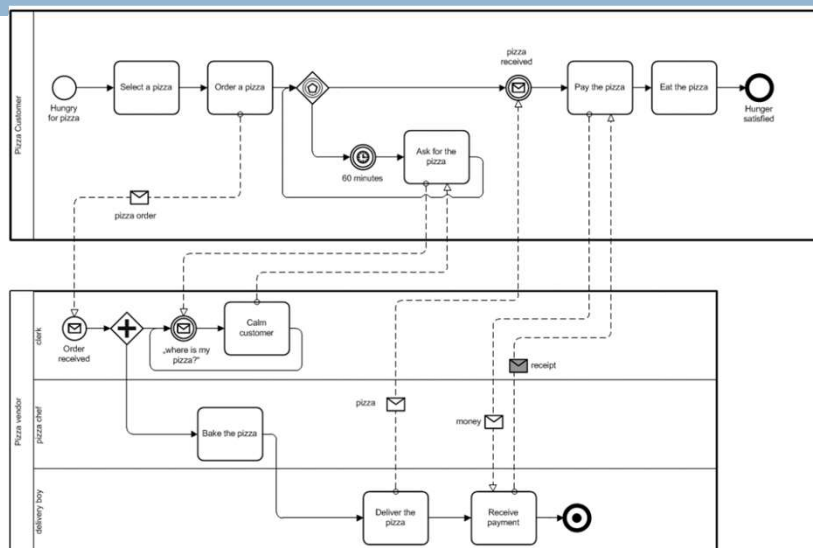 pizza
received
Select a pizza
Order a pizza
Pay the pizza
Eat the pizza
Hungry
for pizza
Hunger
satisfied
Pizza Customer
Ask for the
pizza
60 minutes
pizza order
Calm
customer
clerk
Order
received
„where is my
pizza?“
receipt
Pizza vendor
pizza chef
pizza
money
Bake the pizza
delivery boy
Deliver the
pizza
Receive
payment